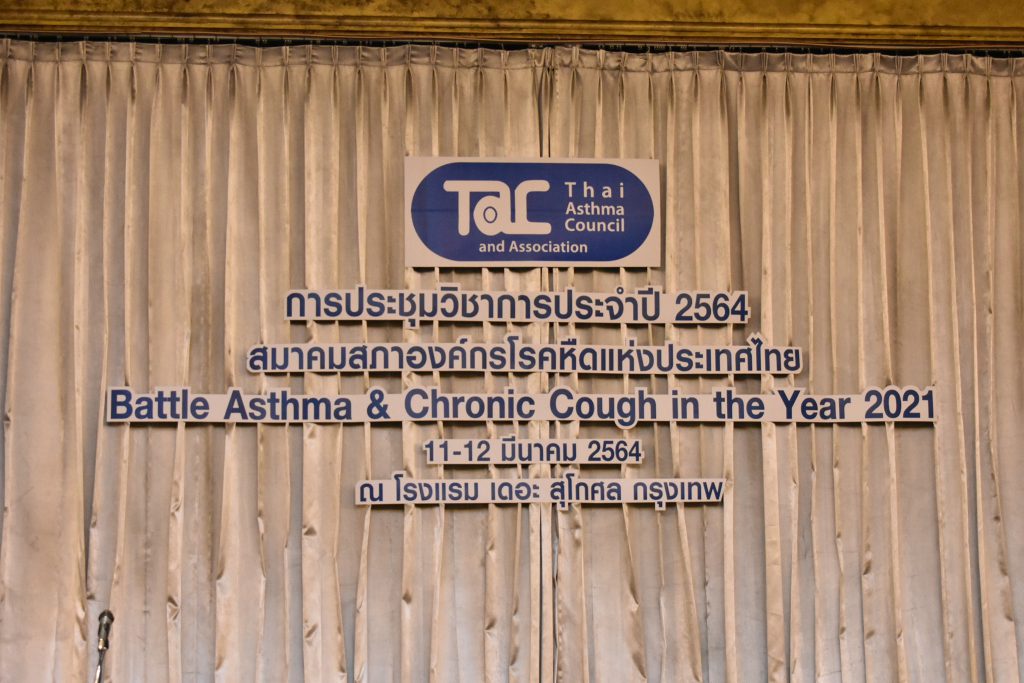 TaC Thai
Asthma
Council
and Association
การประชุมวิชาการประจำปี 2564
สมาคมสภาองค์กรโรคหืดแห่งประเทศไทย
Battle Asthma & Chronic Cough in the Year 2021
11-12 มีนาคม 2564
ณ โรงแรม เดอะ สุโกศล กรุงเทพ